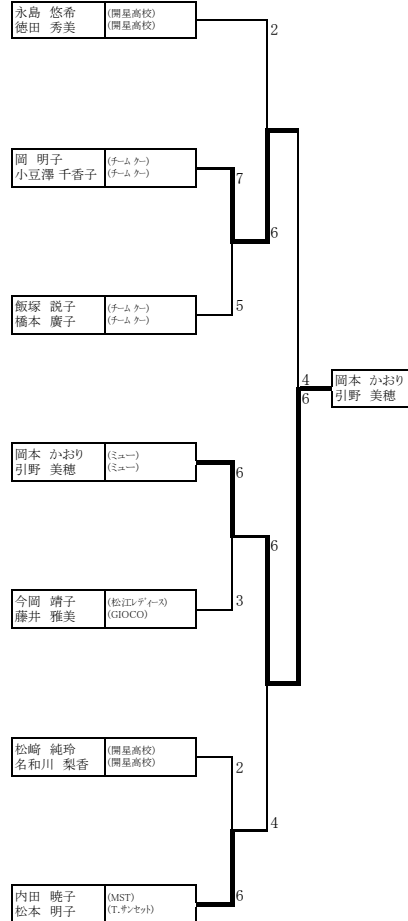 永島 悠希 (開星高校)
徳田 秀美 (開星高校)
2
岡 明子 (チーム クー)
小豆澤 千香子 (チーム クー)
7
6
飯塚 説子 (チーム クー)
橋本 廣子 (チーム クー)
5
4
6
岡本 かおり
引野 美穂
岡本 かおり (ミュー)
引野 美穂 (ミュー)
6
6
今岡 靖子 (松江レディース)
藤井 雅美 (GIOCO)
3
松﨑 純玲 (開星高校)
名和川 梨香 (開星高校)
2
4
内田 暁子 (MST)
松本 明子 (T.サンセット)
6